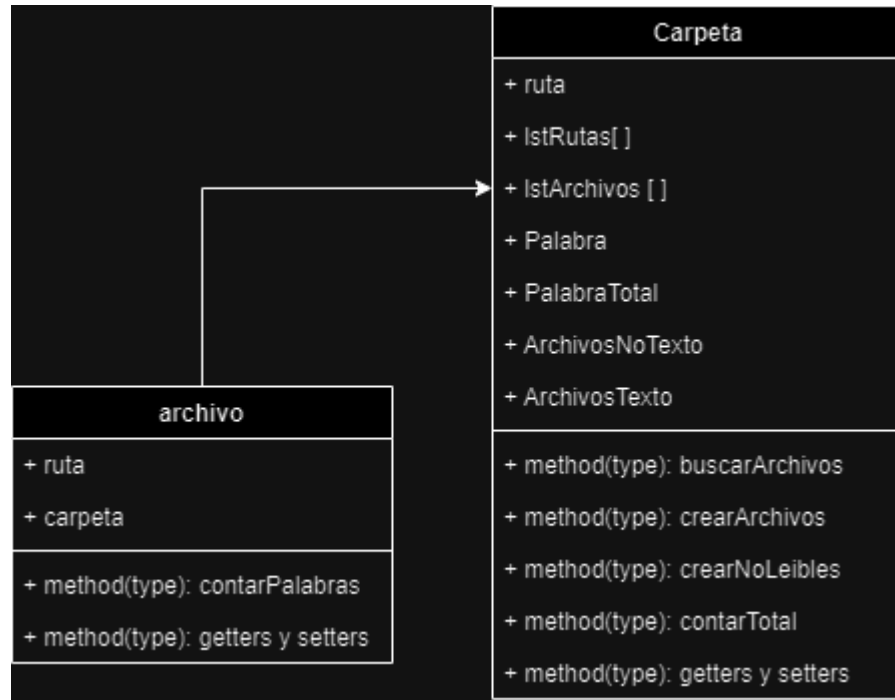 Carpeta
+ ruta
+ lstRutas[ ]
+ lstArchivos [ ]
+ Palabra
+ PalabraTotal
+ ArchivosNoTexto
+ ArchivosTexto
+ method(type): buscarArchivos
+ method(type): crearArchivos
+ method(type): crearNoLeibles
+ method(type): contarTotal
+ method(type): getters y setters
archivo
+ ruta
+ carpeta
+ method(type): contarPalabras
+ method(type): getters y setters